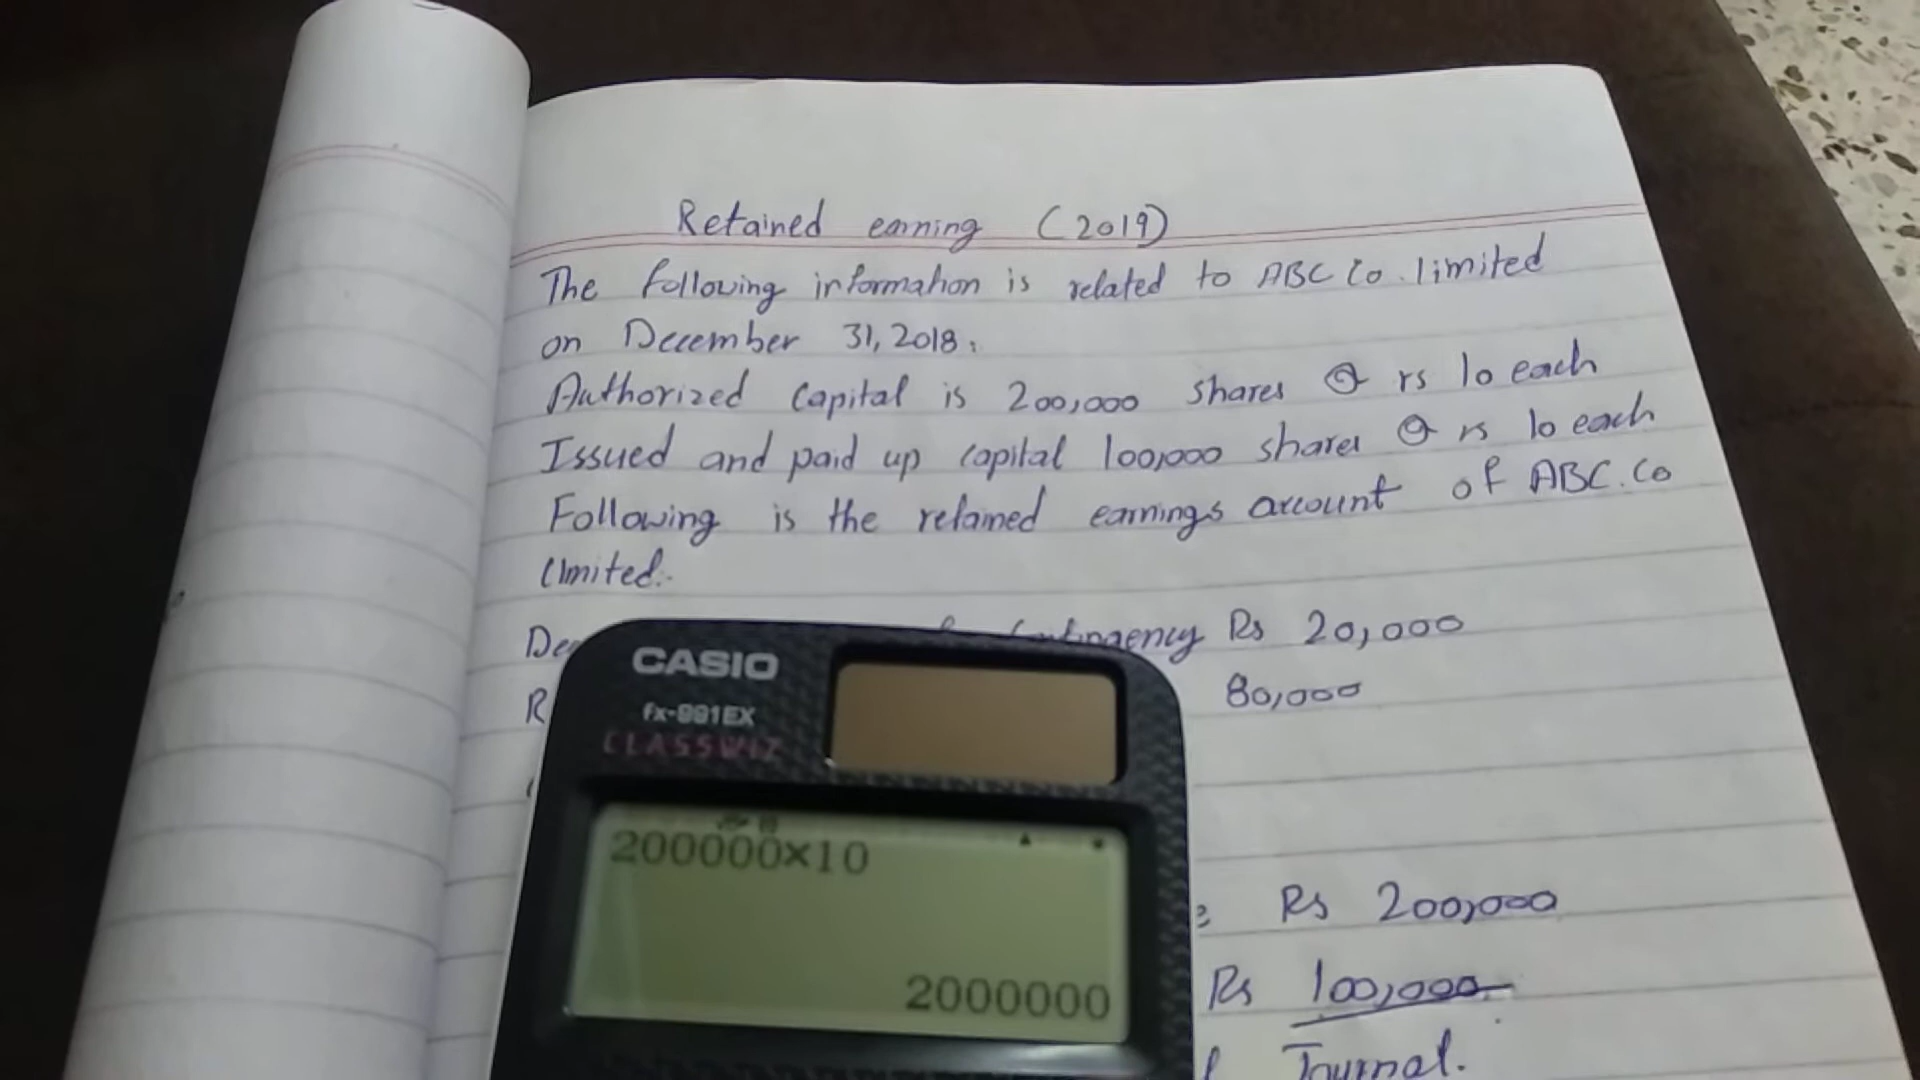 Retained earning (2019)
The following information is related to ABC Co. limited
on December 31, 2018.
Authorized Capital is 200,000 shares @ rs 10 each
Issued and paid up capital 100,000 shares @ rs 10 each
Following is the retained earnings account of ABC. Co
limited.
Contingency Rs 20,000
80,000
CASIO
fx-991EX
CLASSWIZ
200000×10
2000000
Rs 200,000
Rs 100,000
Journal.